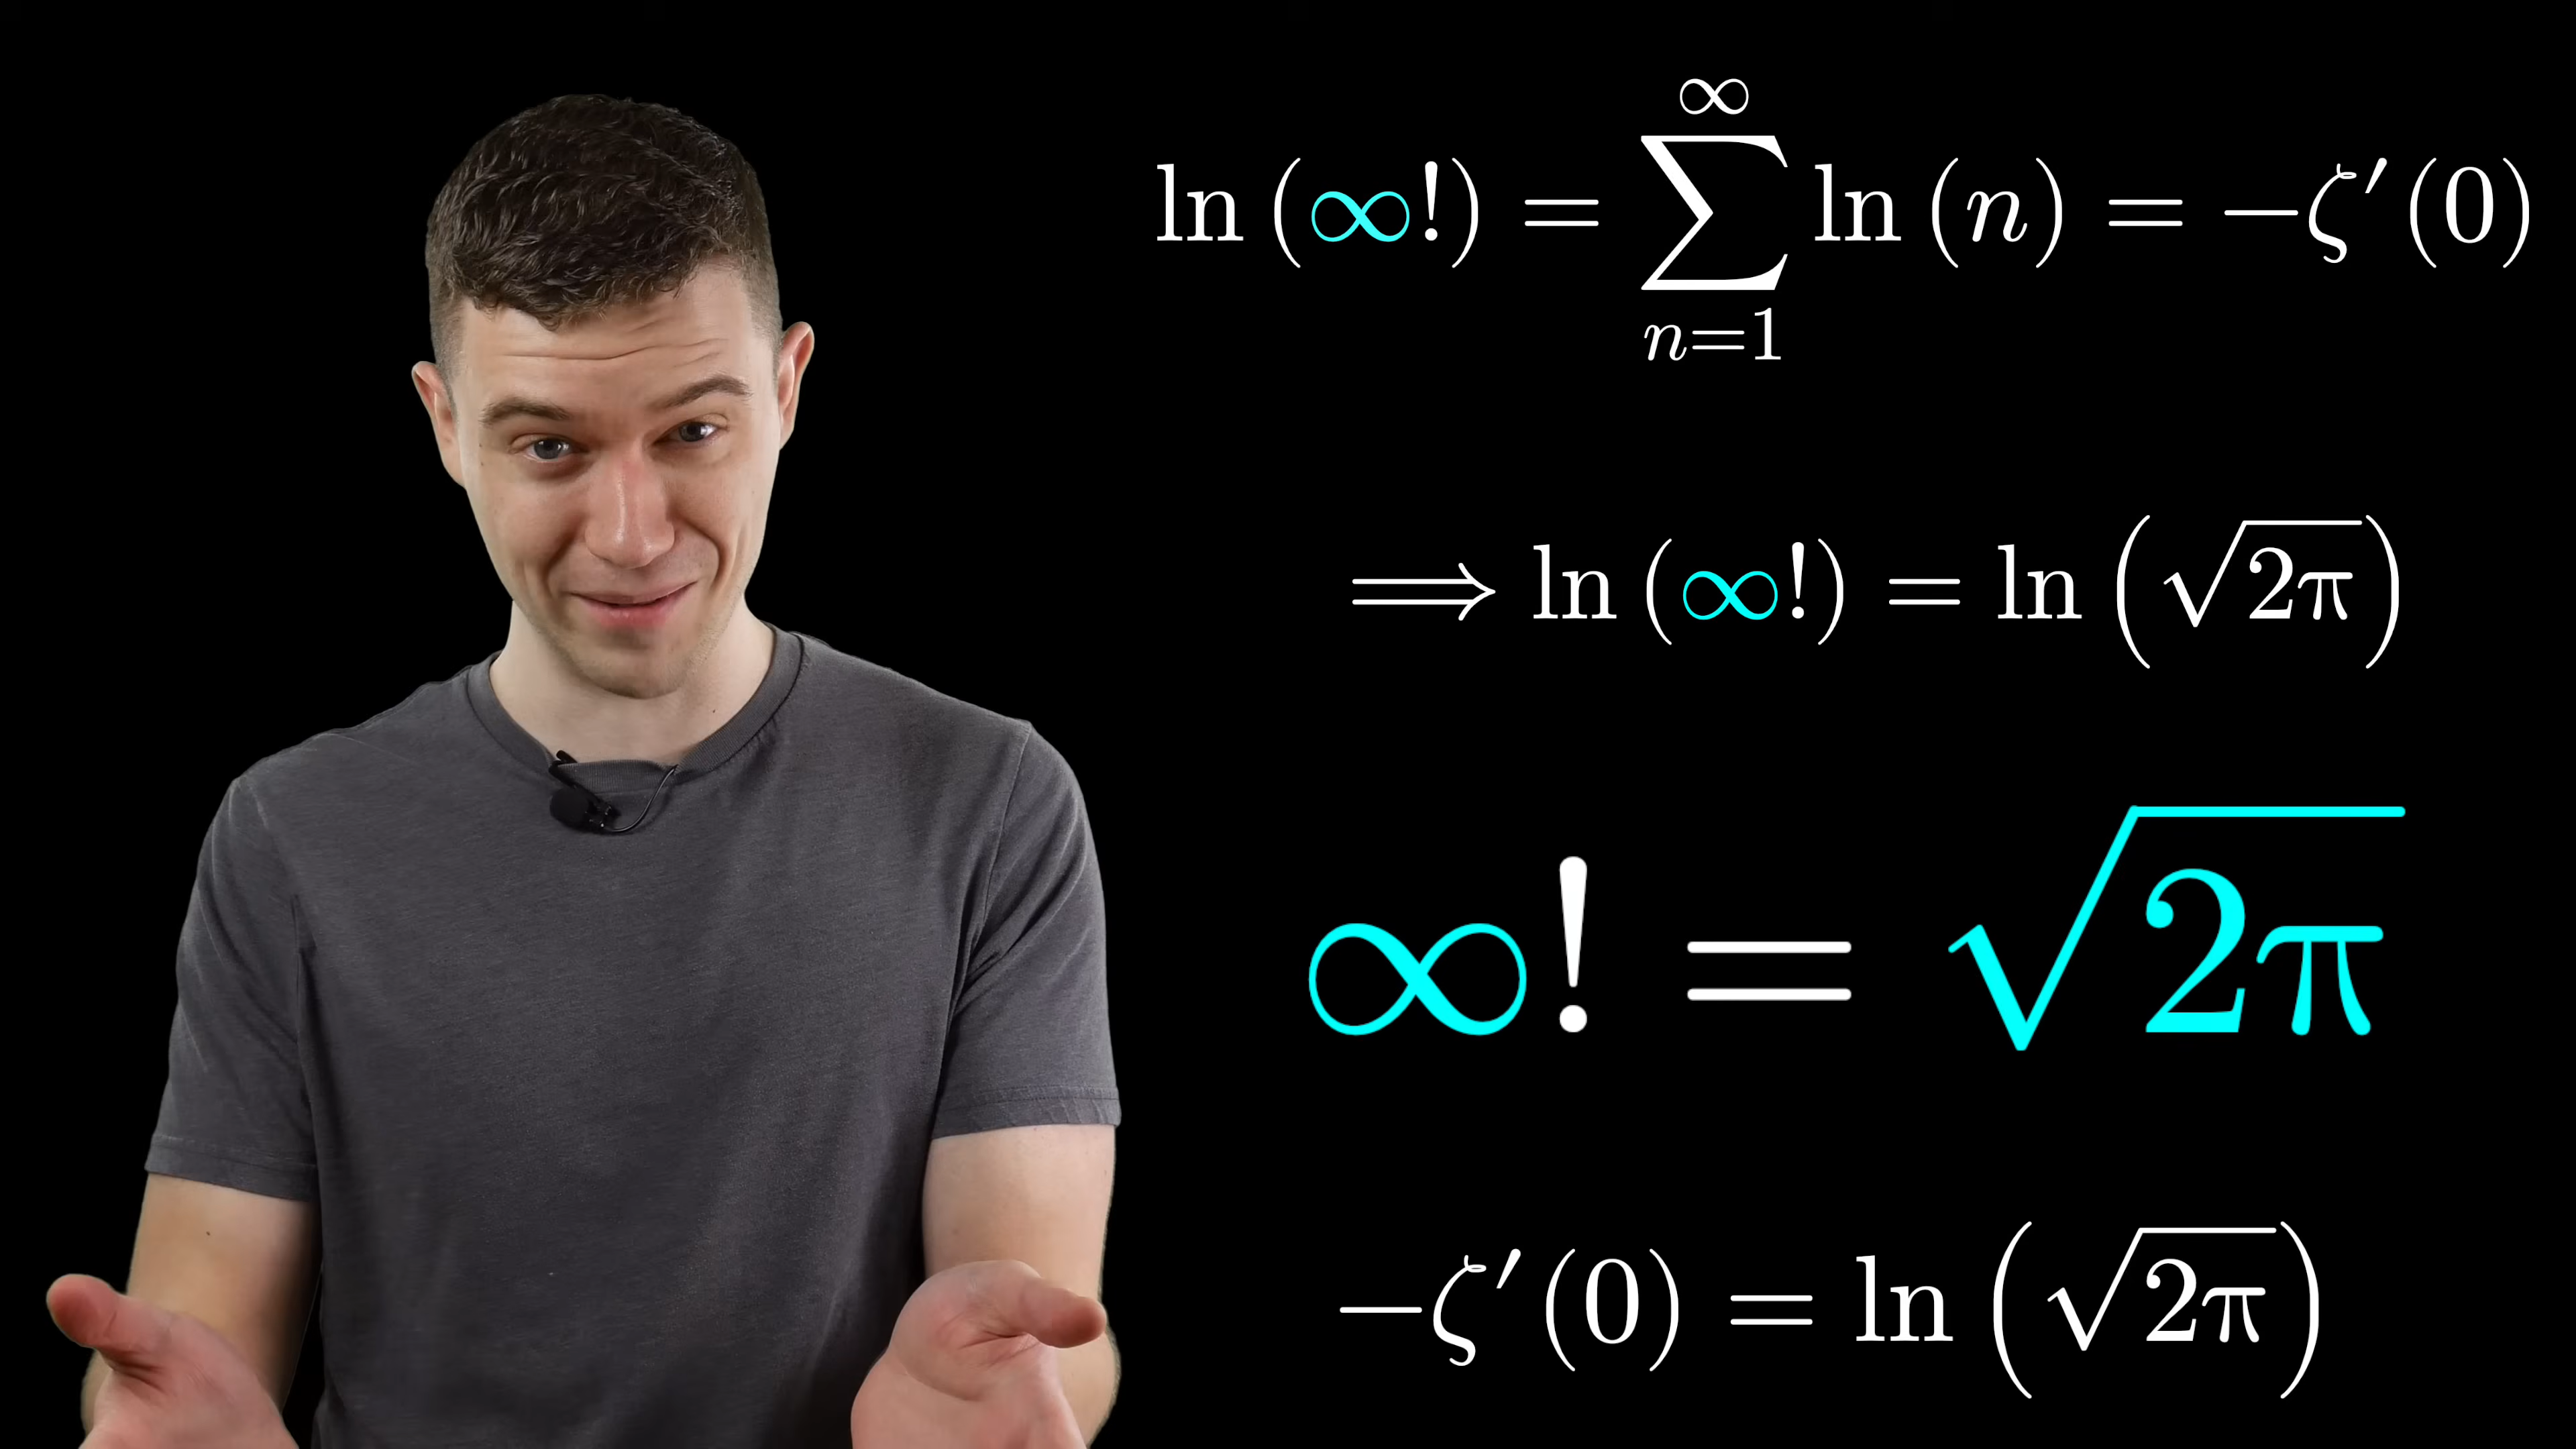 ln (∞!) = ∑_{n=1}^{∞} ln (n) = −ζ′(0)
⟹ ln (∞!) = ln (√2π)
∞! = √2π
−ζ′(0) = ln (√2π)